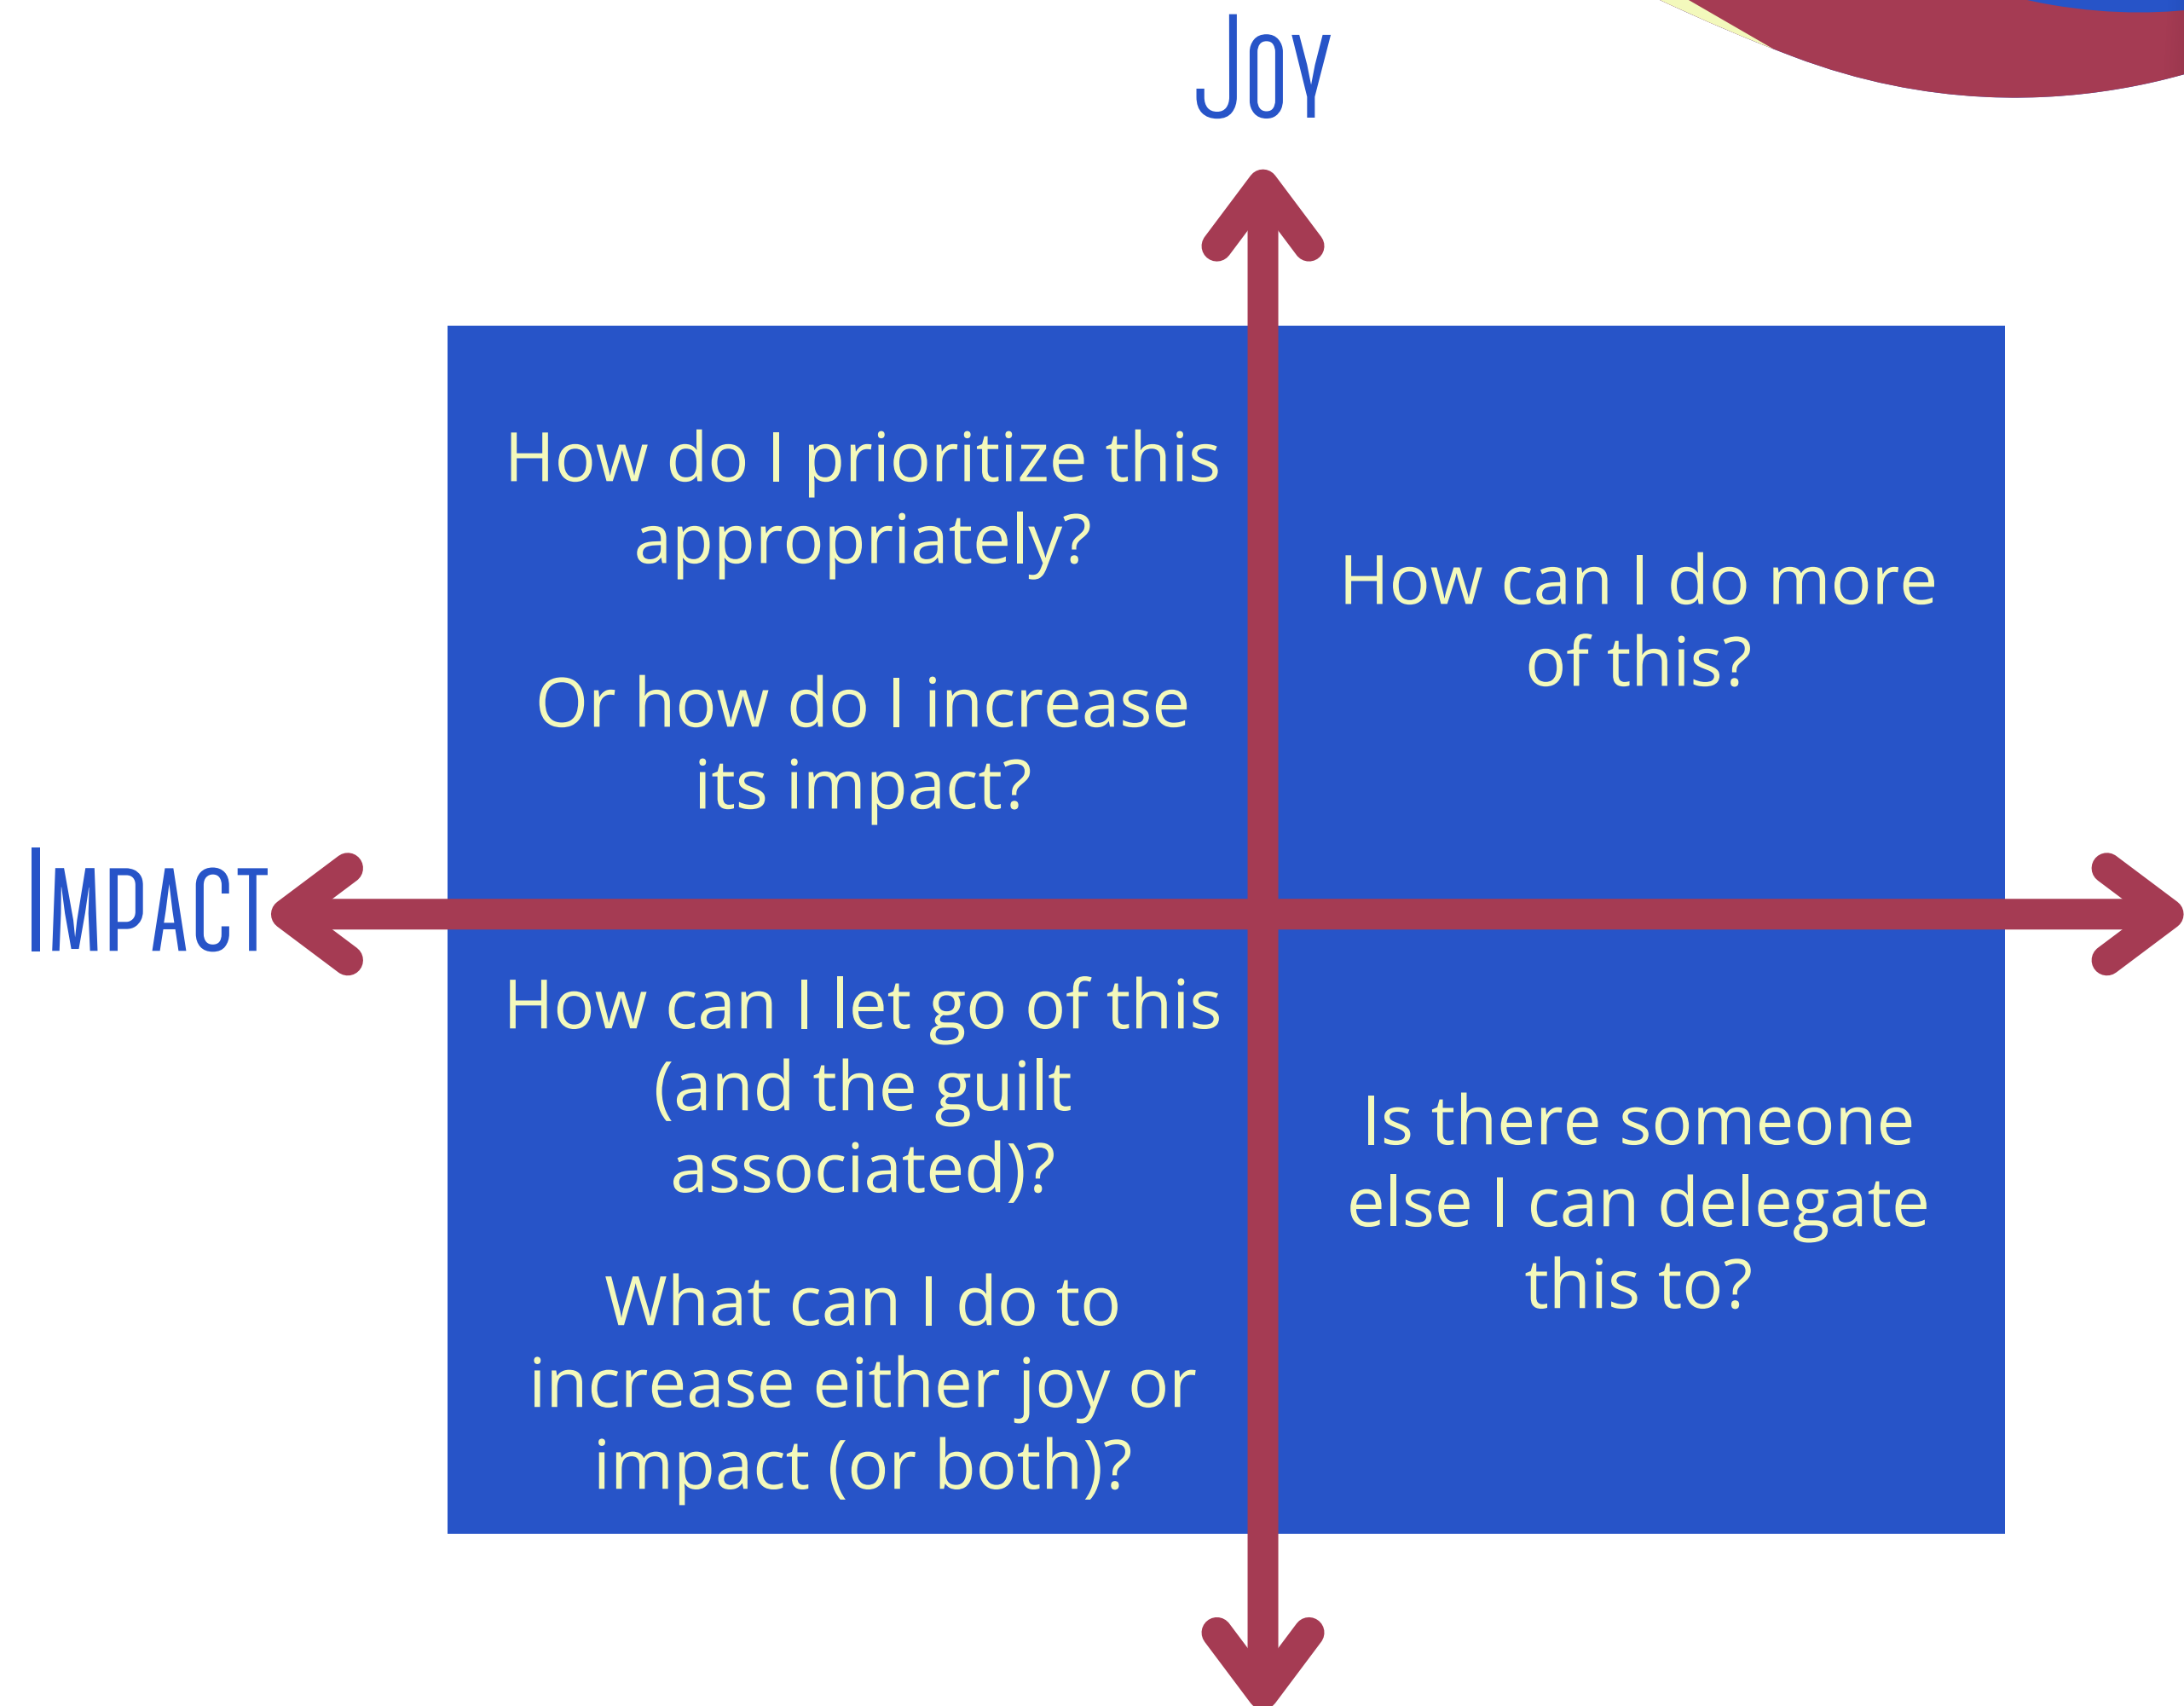 Joy
How do I prioritize this
appropriately?
Or how do I increase
its impact?
How can I do more
of this?
Impact
How can I let go of this
(and the guilt
associated)?
What can I do to
increase either joy or
impact (or both)?
Is there someone
else I can delegate
this to?